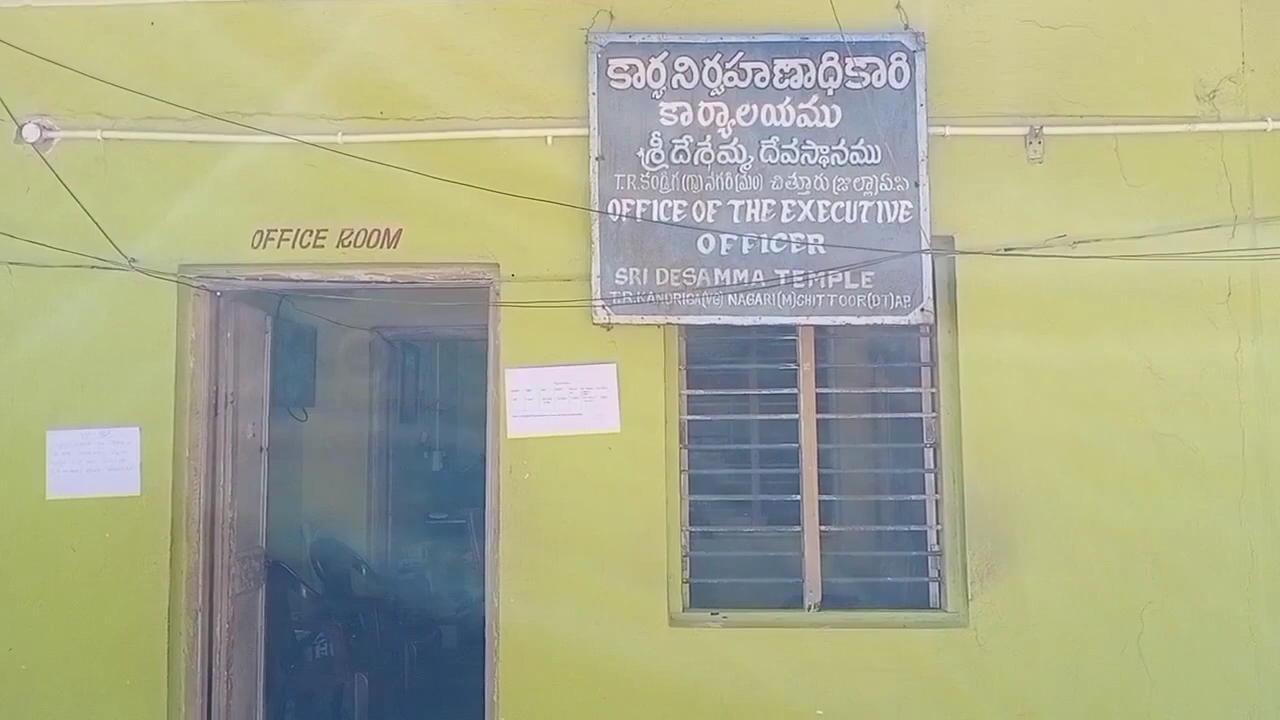 కార్యనిర్వహణాధికారి
కార్యాలయము
శ్రీ దేశమ్మ దేవస్థానము
T.R.కండ్రిగ(గ్రా) నగరి(మం) చిత్తూరు(జిల్లా)ఏ.పి
OFFICE OF THE EXECUTIVE
OFFICER
SRI DESAMMA TEMPLE
T.R.KANDRIGA(VG) NAGARI(M) CHITTOOR(DT)A.P.
OFFICE ROOM